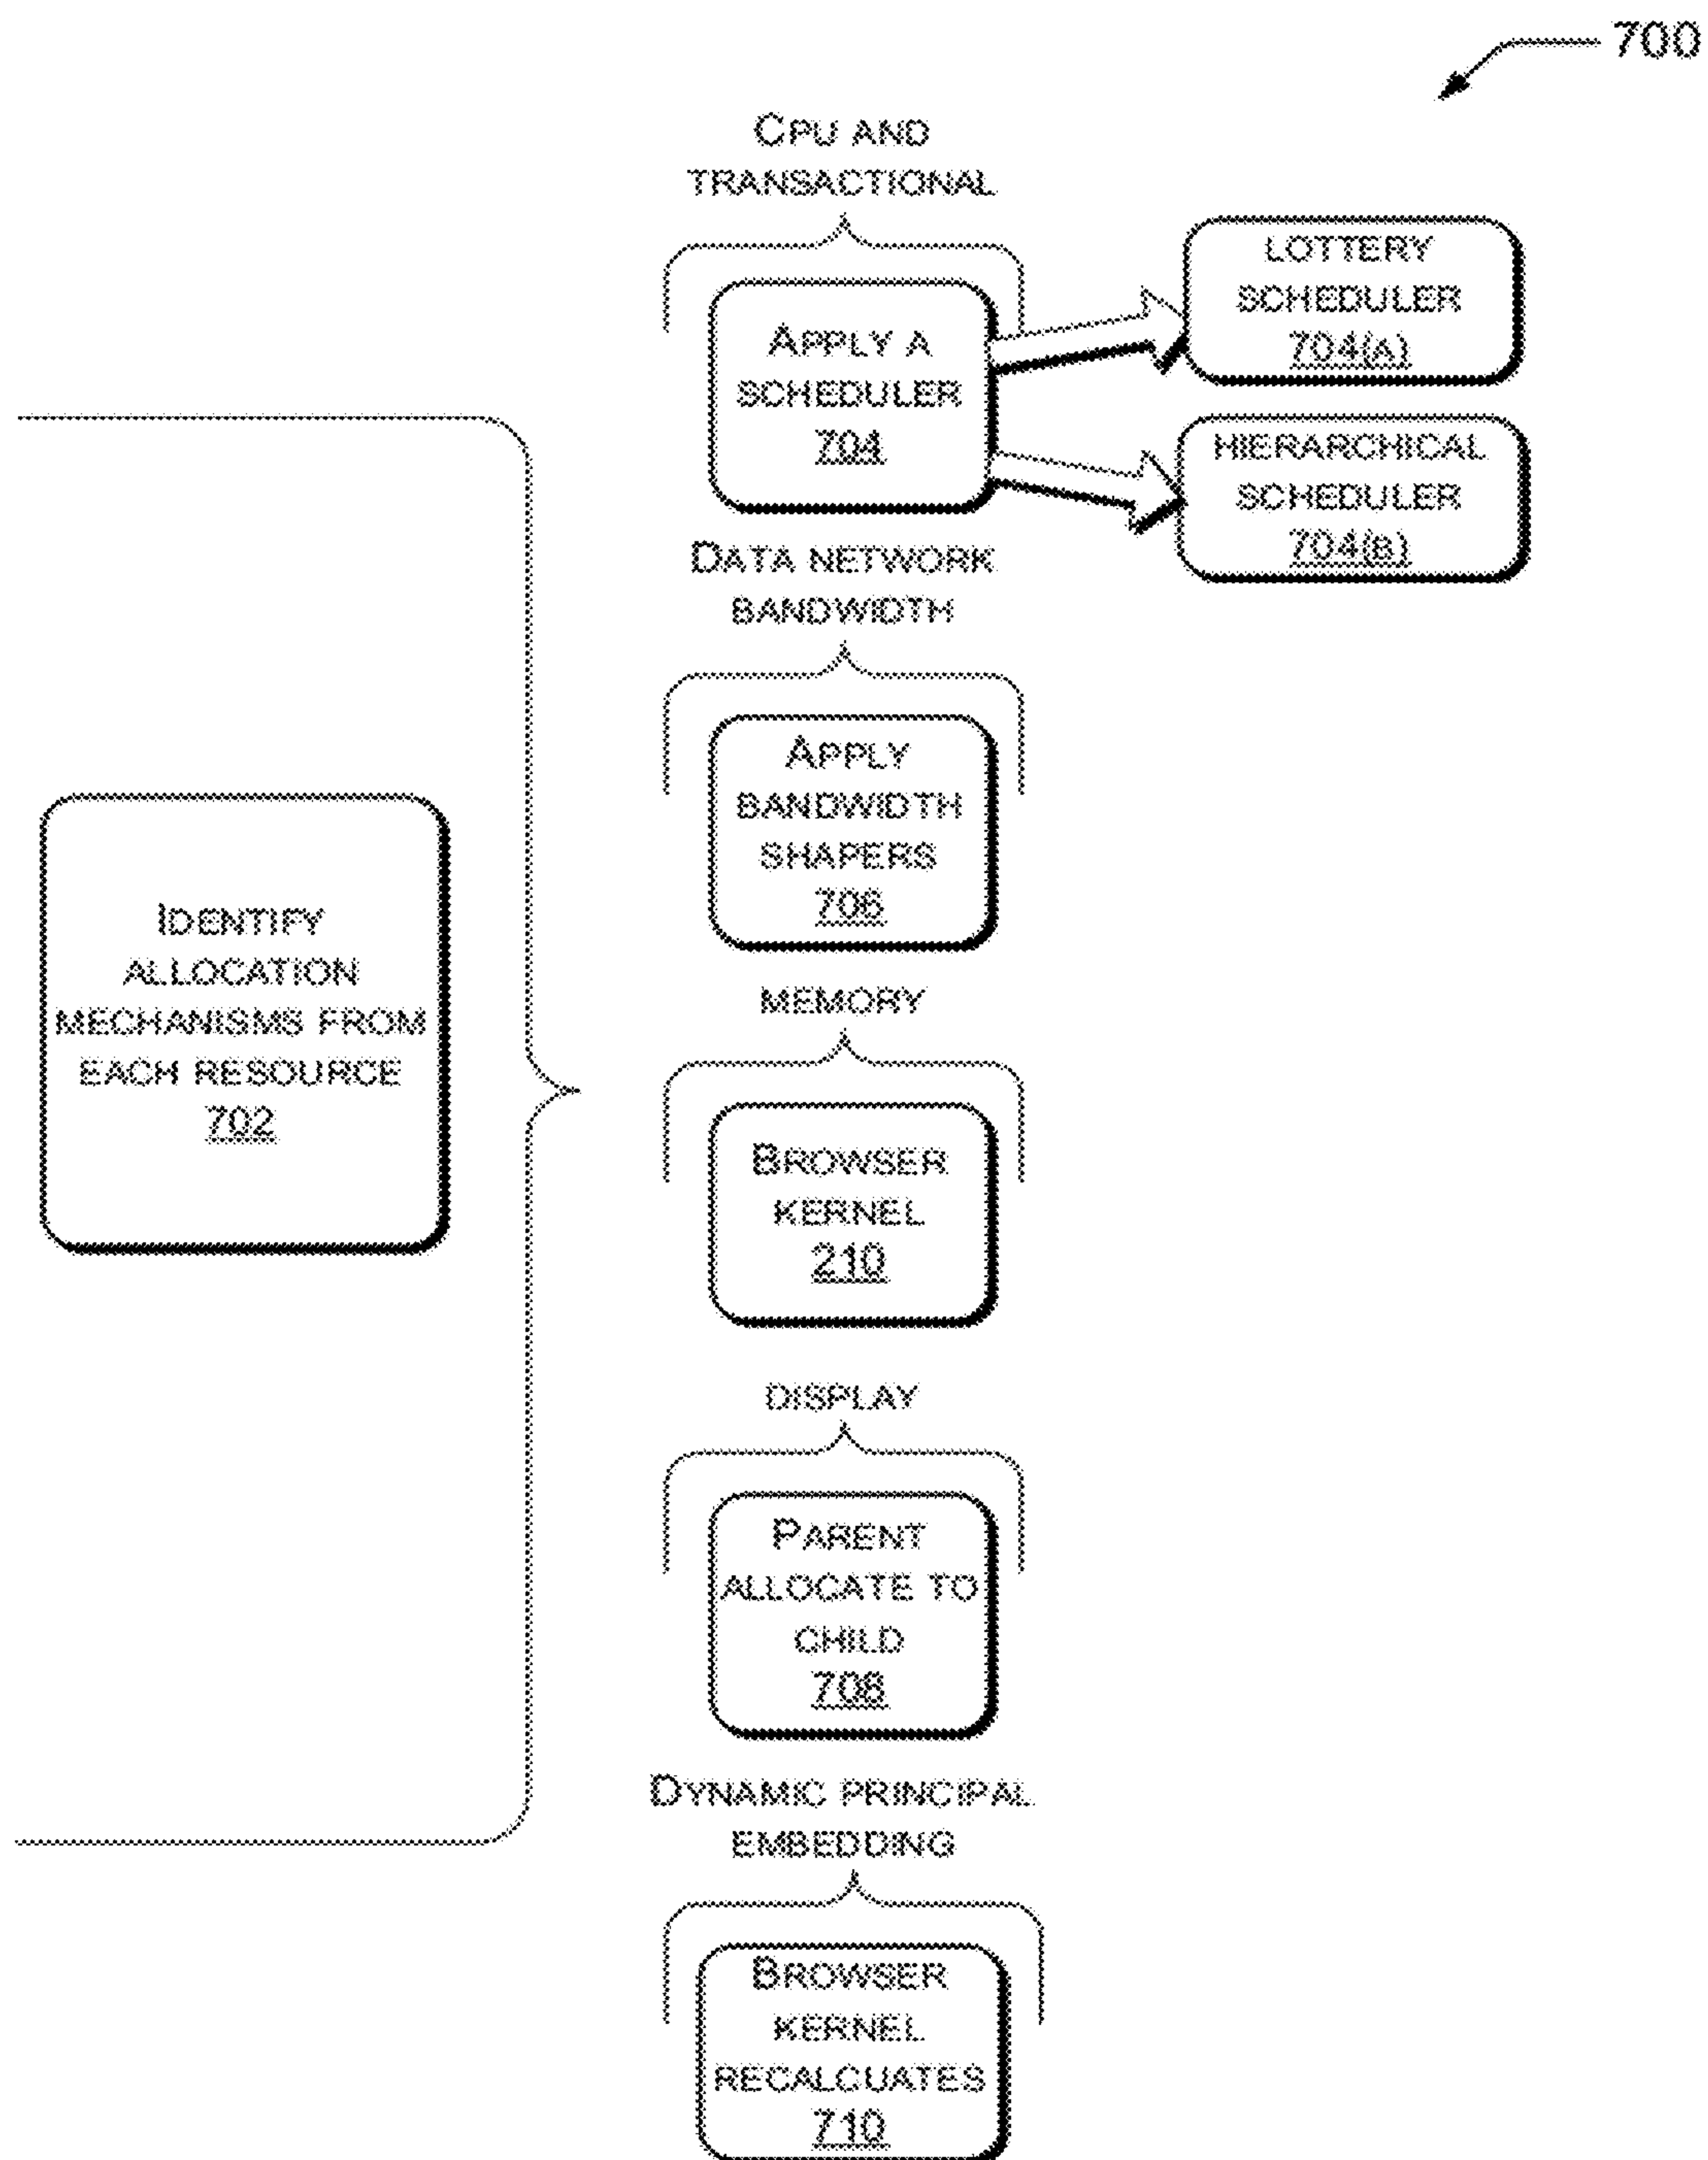 700
CPU AND
TRANSACTIONAL
APPLY A
SCHEDULER
704
LOTTERY
SCHEDULER
704(A)
HIERARCHICAL
SCHEDULER
704(B)
DATA NETWORK
BANDWIDTH
APPLY
BANDWIDTH
SHAPERS
706
IDENTIFY
ALLOCATION
MECHANISMS FROM
EACH RESOURCE
702
MEMORY
BROWSER
KERNEL
210
DISPLAY
PARENT
ALLOCATE TO
CHILD
708
DYNAMIC PRINCIPAL
EMBEDDING
BROWSER
KERNEL
RECALCUATES
710